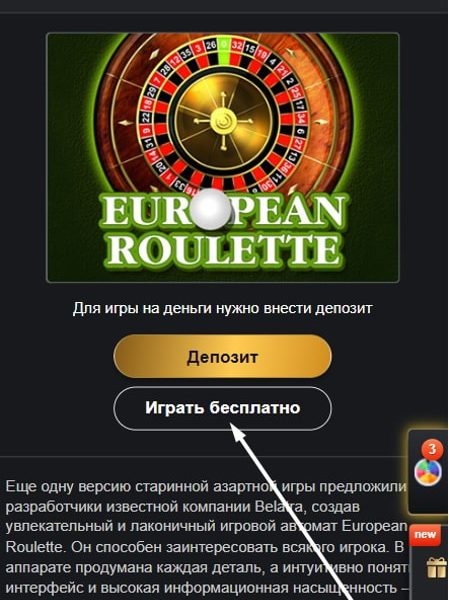 EUROPEAN
ROULETTE
Для игры на деньги нужно внести депозит
Депозит
Играть бесплатно
3
new
Еще одну версию старинной азартной игры предложили
разработчики известной компании Belatra, создав
увлекательный и лаконичный игровой автомат European
Roulette. Он способен заинтересовать всякого игрока. В
аппарате продумана каждая деталь, а интуитивно понят
интерфейс и высокая информационная насыщенность –